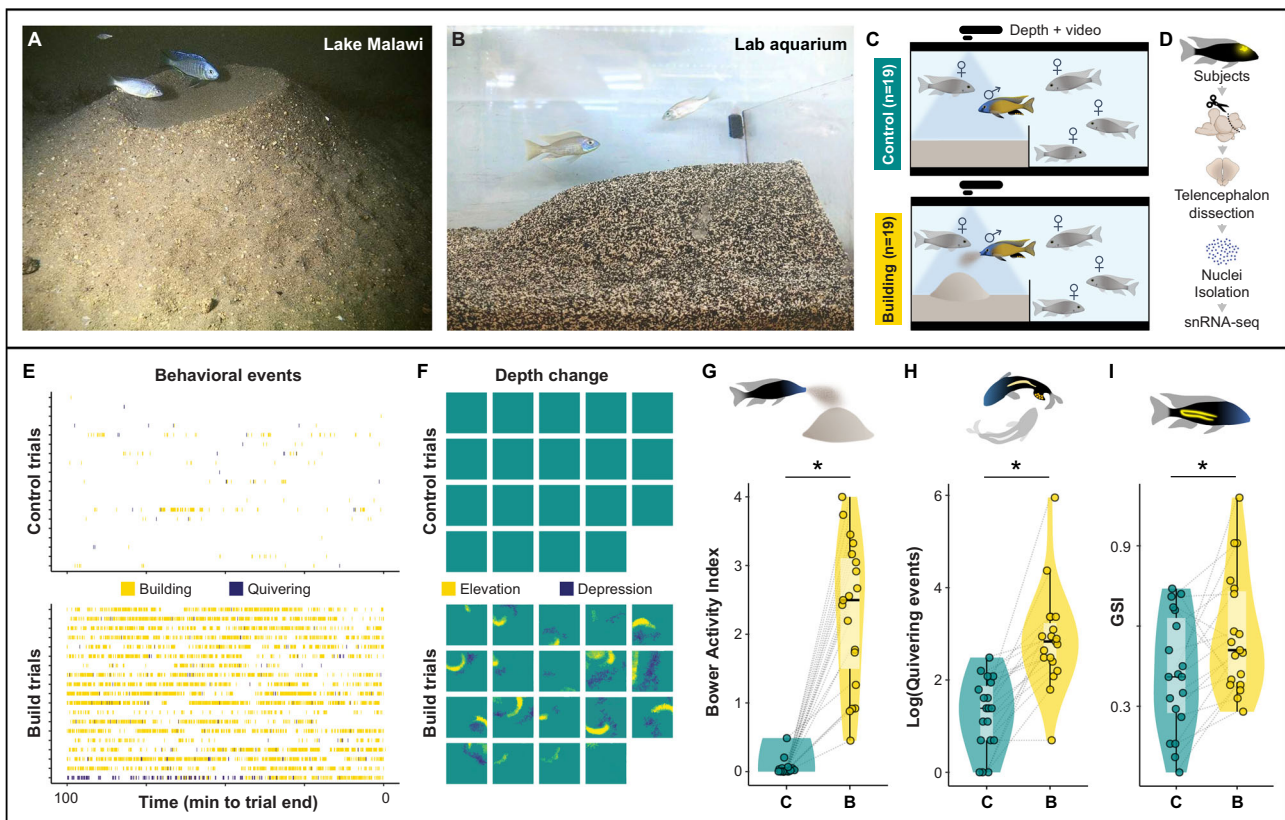 A
Lake Malawi
B
Lab aquarium
C
Depth + video
Control (n=19)
♀
♂
♀
♀
♀
Building (n=19)
♀
♂
♀
♀
♀
D
Subjects
Telencephalon
dissection
Nuclei
Isolation
snRNA-seq
E
Behavioral events
Control trials
Building
Quivering
Build trials
100
0
Time (min to trial end)
F
Depth change
Control trials
Elevation
Depression
Build trials
G
*
Bower Activity Index
4
3
2
1
0
C
B
H
*
Log(Quivering events)
6
4
2
0
C
B
I
*
GSI
0.9
0.3
C
B